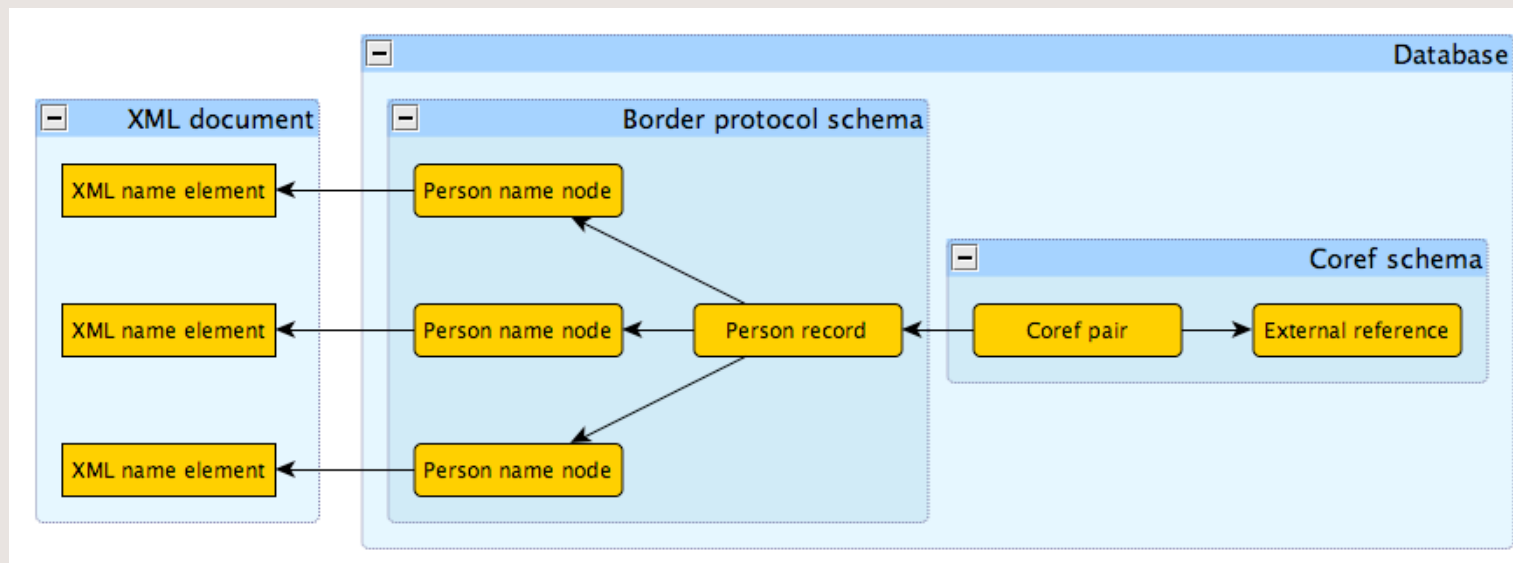 Database
XML document
Border protocol schema
XML name element
Person name node
Coref schema
XML name element
Person name node
Person record
Coref pair
External reference
XML name element
Person name node